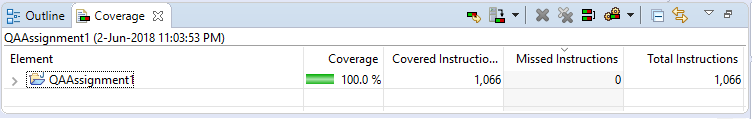 Outline Coverage
QAAssignment1 (2-Jun-2018 11:03:53 PM)
Element Coverage Covered Instructio... Missed Instructions Total Instructions
QAAssignment1 100.0 % 1,066 0 1,066